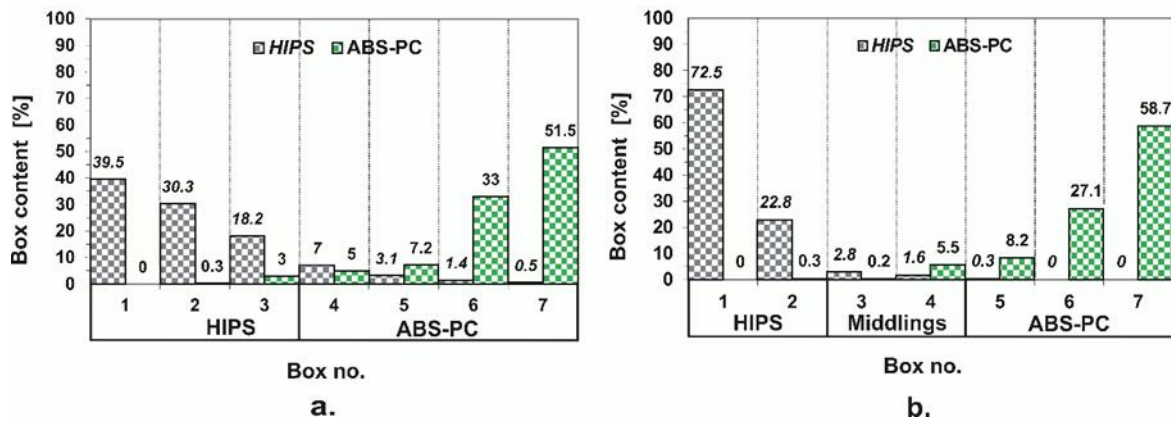 100
90
80
70
60
50
40
30
20
10
0
Box content [%]
HIPS ABS-PC
39.5 0 30.3 0.3 18.2 3 7 5 3.1 7.2 1.4 33 0.5 51.5
1 2 3 4 5 6 7
HIPS ABS-PC
Box no.
a.
100
90
80
70
60
50
40
30
20
10
0
Box content [%]
HIPS ABS-PC
72.5 0 22.8 0.3 2.8 0.2 1.6 5.5 0.3 8.2 0 27.1 0 58.7
1 2 3 4 5 6 7
HIPS Middlings ABS-PC
Box no.
b.